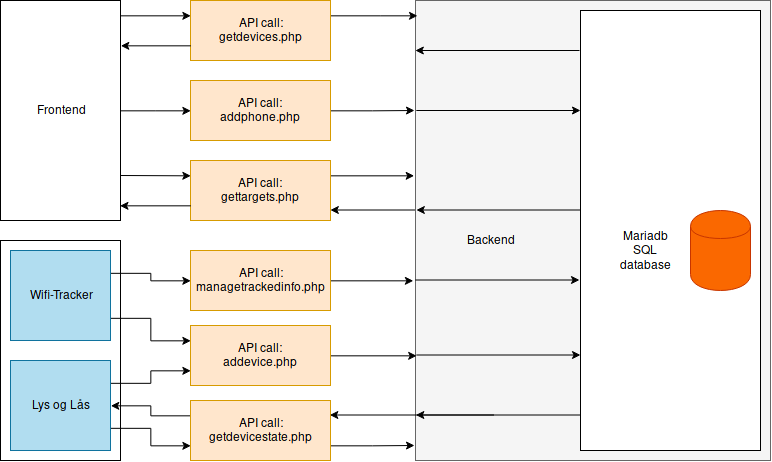 Frontend
API call:
getdevices.php
API call:
addphone.php
API call:
gettargets.php
Backend
Mariadb
SQL
database
Wifi-Tracker
API call:
managetrackedinfo.php
API call:
addevice.php
Lys og Lås
API call:
getdevicestate.php